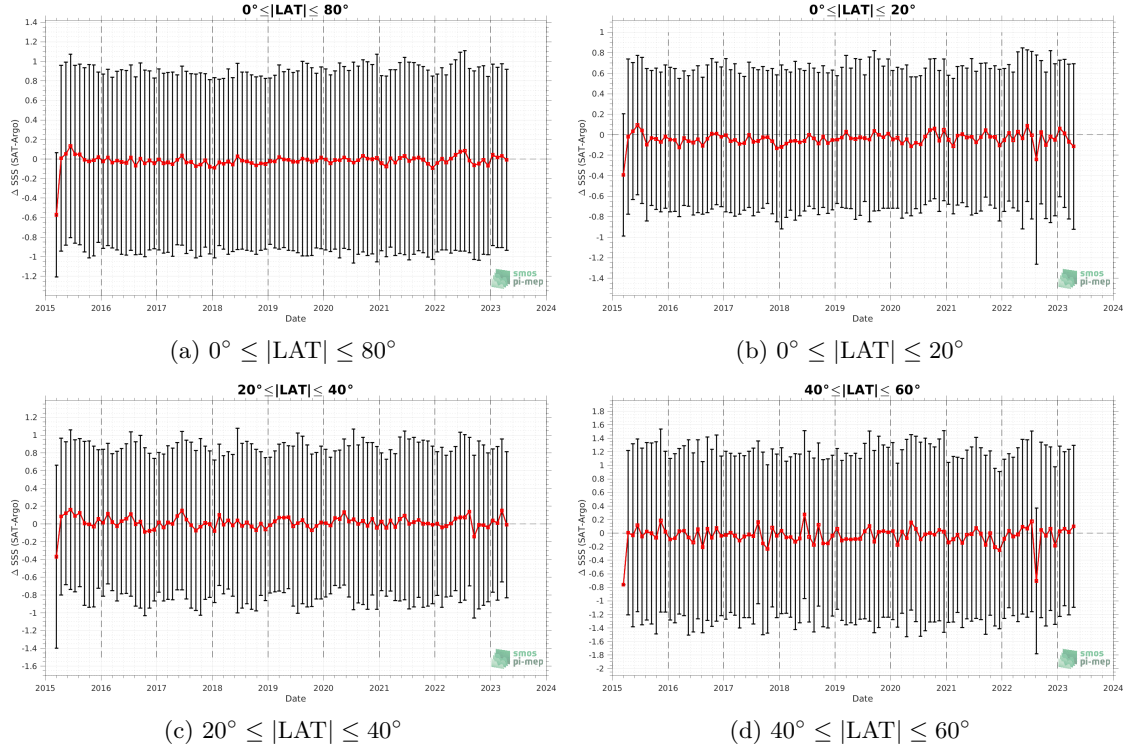 0°≤|LAT|≤ 80°
Δ SSS (SAT-Argo)
1.4
1.2
1
0.8
0.6
0.4
0.2
0
-0.2
-0.4
-0.6
-0.8
-1
-1.2
2015 2016 2017 2018 2019 2020 2021 2022 2023 2024
Date
smos
pi-mep
(a) 0° ≤ |LAT| ≤ 80°
0°≤|LAT|≤ 20°
Δ SSS (SAT-Argo)
1
0.8
0.6
0.4
0.2
0
-0.2
-0.4
-0.6
-0.8
-1
-1.2
-1.4
2015 2016 2017 2018 2019 2020 2021 2022 2023 2024
Date
smos
pi-mep
(b) 0° ≤ |LAT| ≤ 20°
20°≤|LAT|≤ 40°
Δ SSS (SAT-Argo)
1.2
1
0.8
0.6
0.4
0.2
0
-0.2
-0.4
-0.6
-0.8
-1
-1.2
-1.4
-1.6
2015 2016 2017 2018 2019 2020 2021 2022 2023 2024
Date
smos
pi-mep
(c) 20° ≤ |LAT| ≤ 40°
40°≤|LAT|≤ 60°
Δ SSS (SAT-Argo)
1.8
1.6
1.4
1.2
1
0.8
0.6
0.4
0.2
0
-0.2
-0.4
-0.6
-0.8
-1
-1.2
-1.4
-1.6
-1.8
-2
2015 2016 2017 2018 2019 2020 2021 2022 2023 2024
Date
smos
pi-mep
(d) 40° ≤ |LAT| ≤ 60°